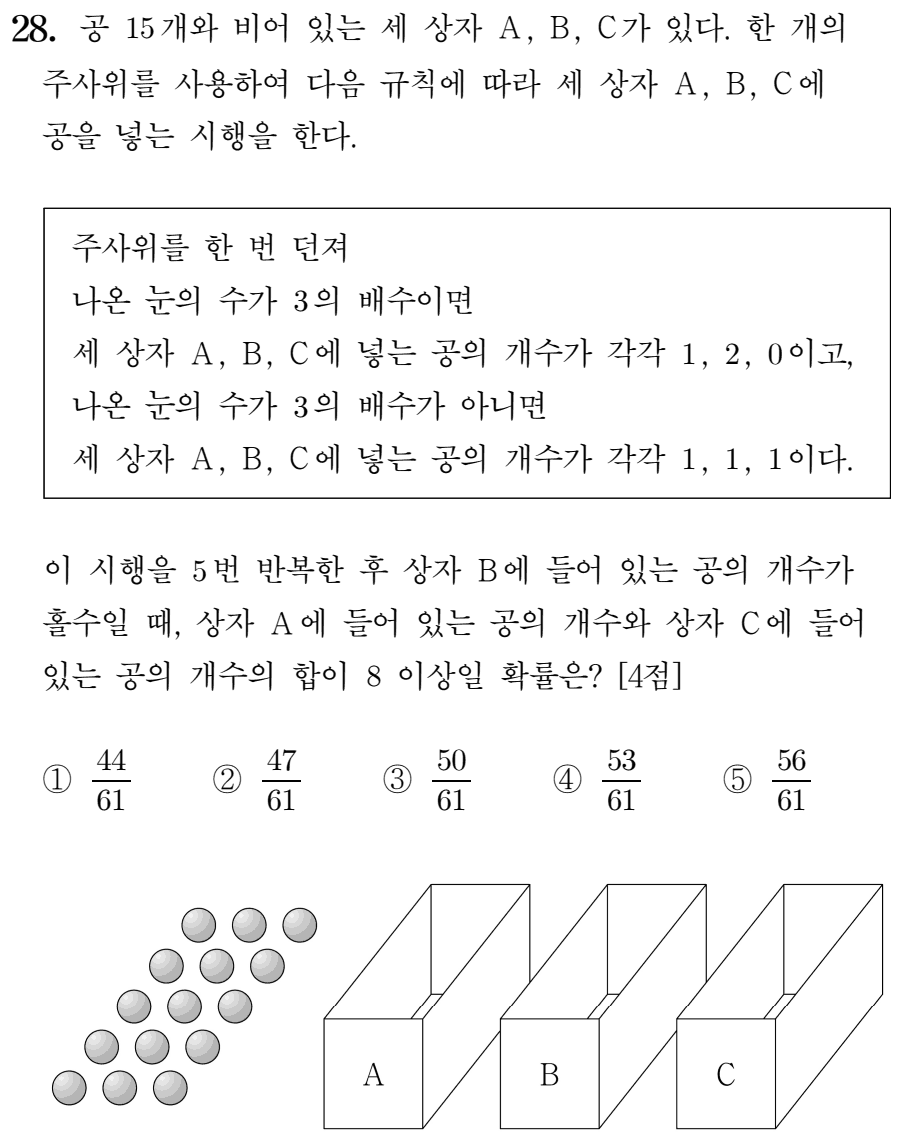 28. 공 15개와 비어 있는 세 상자 A, B, C가 있다. 한 개의
주사위를 사용하여 다음 규칙에 따라 세 상자 A, B, C에
공을 넣는 시행을 한다.
주사위를 한 번 던져
나온 눈의 수가 3의 배수이면
세 상자 A, B, C에 넣는 공의 개수가 각각 1, 2, 0이고,
나온 눈의 수가 3의 배수가 아니면
세 상자 A, B, C에 넣는 공의 개수가 각각 1, 1, 1이다.
이 시행을 5번 반복한 후 상자 B에 들어 있는 공의 개수가
홀수일 때, 상자 A에 들어 있는 공의 개수와 상자 C에 들어
있는 공의 개수의 합이 8 이상일 확률은? [4점]
① 44/61 ② 47/61 ③ 50/61 ④ 53/61 ⑤ 56/61
A B C